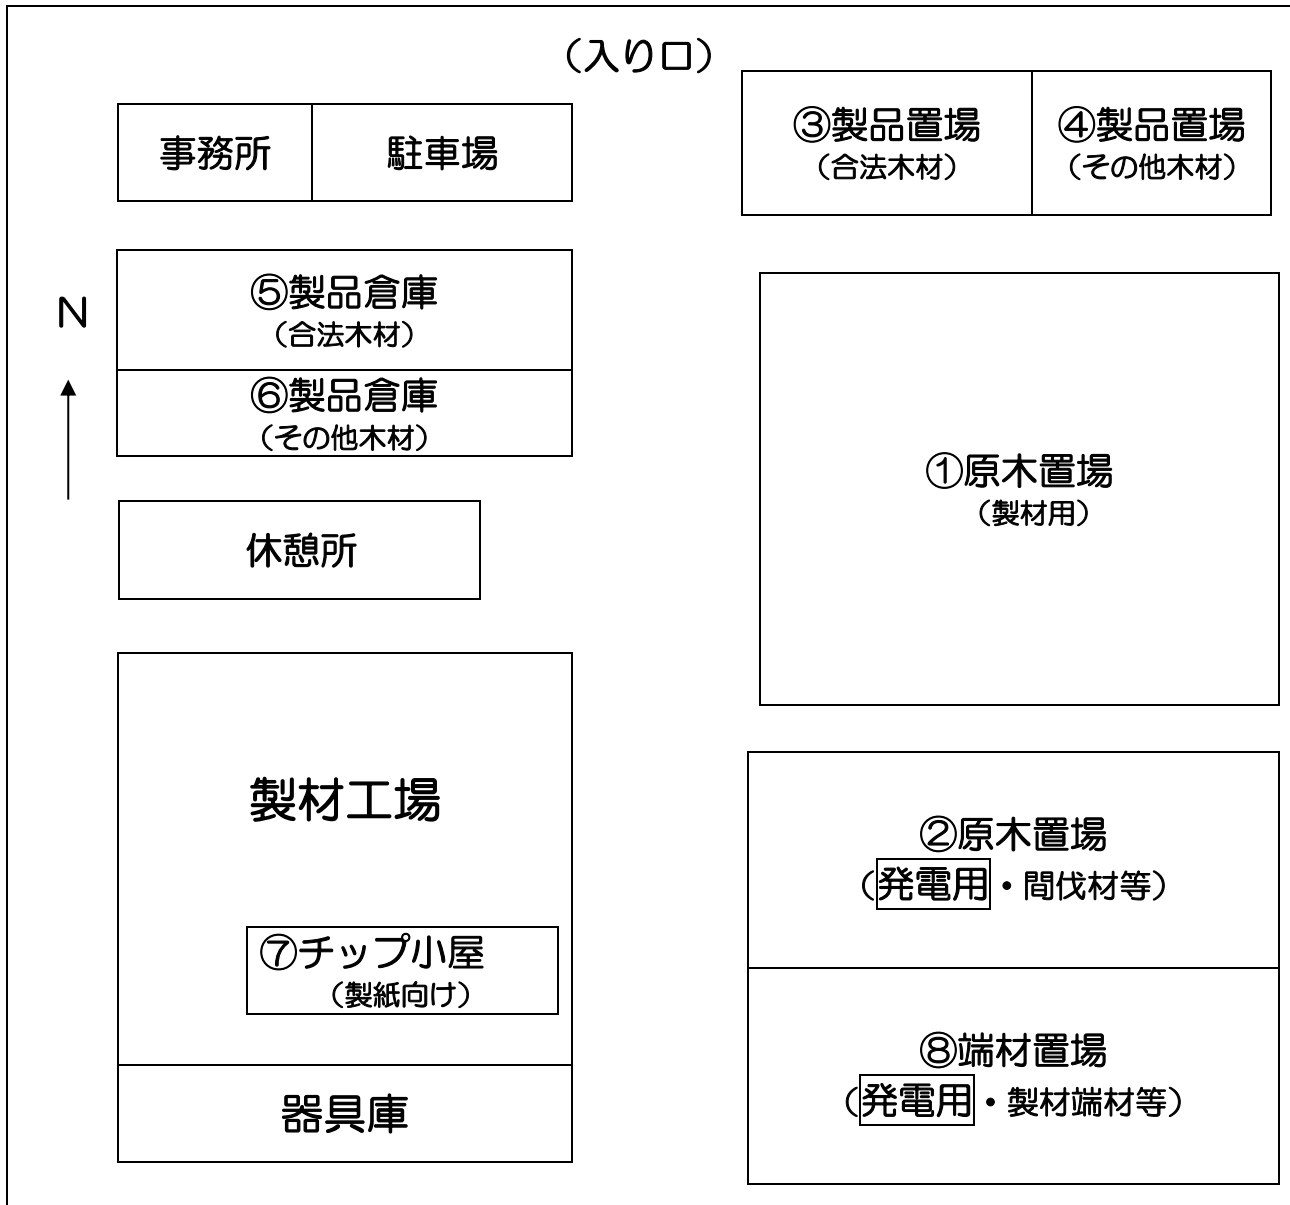 （入り口）
事務所
駐車場
③製品置場
（合法木材）
④製品置場
（その他木材）
⑤製品倉庫
（合法木材）
⑥製品倉庫
（その他木材）
N
休憩所
①原木置場
（製材用）
製材工場
⑦チップ小屋
（製紙向け）
器具庫
②原木置場
（発電用・間伐材等）
⑧端材置場
（発電用・製材端材等）